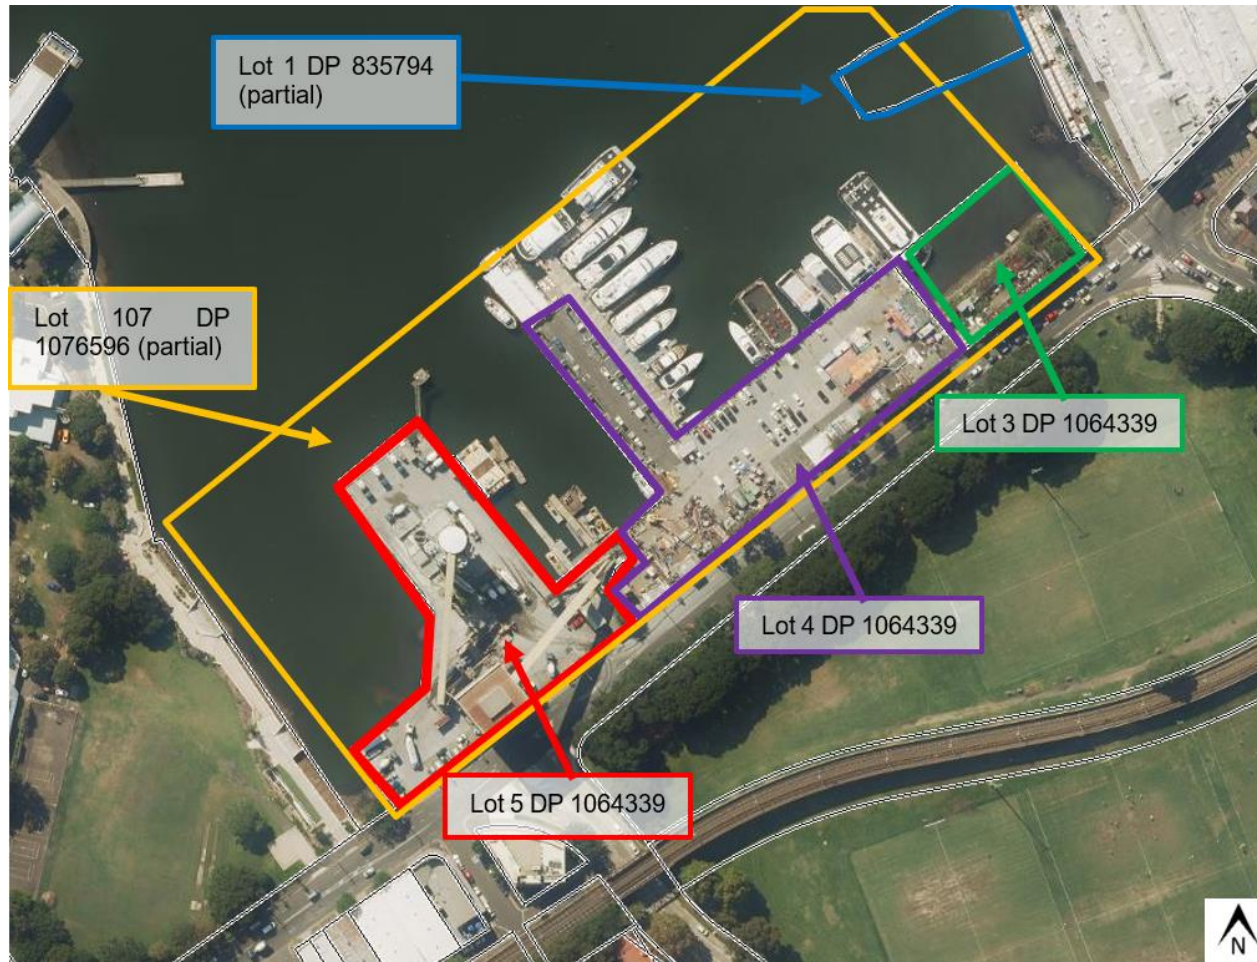 Lot 1 DP 835794
(partial)
Lot 107 DP
1076596 (partial)
Lot 3 DP 1064339
Lot 4 DP 1064339
Lot 5 DP 1064339
N